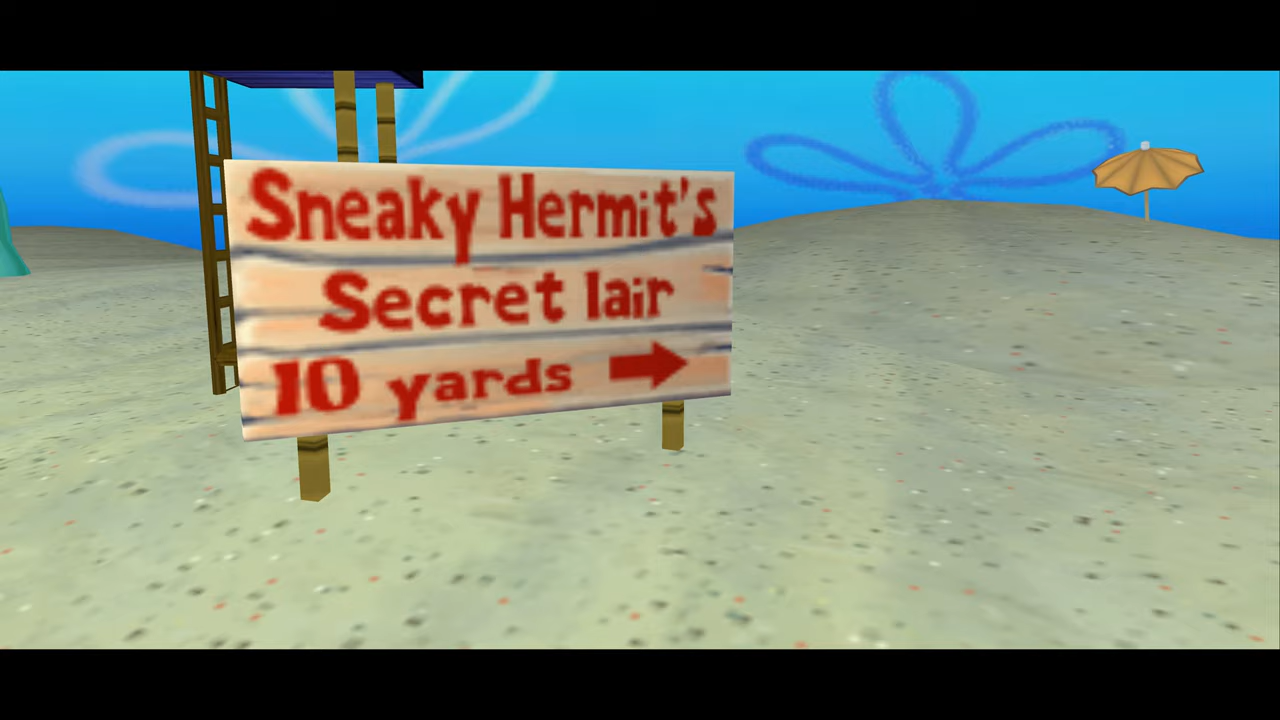 Sneaky Hermit's
Secret lair
10 yards →